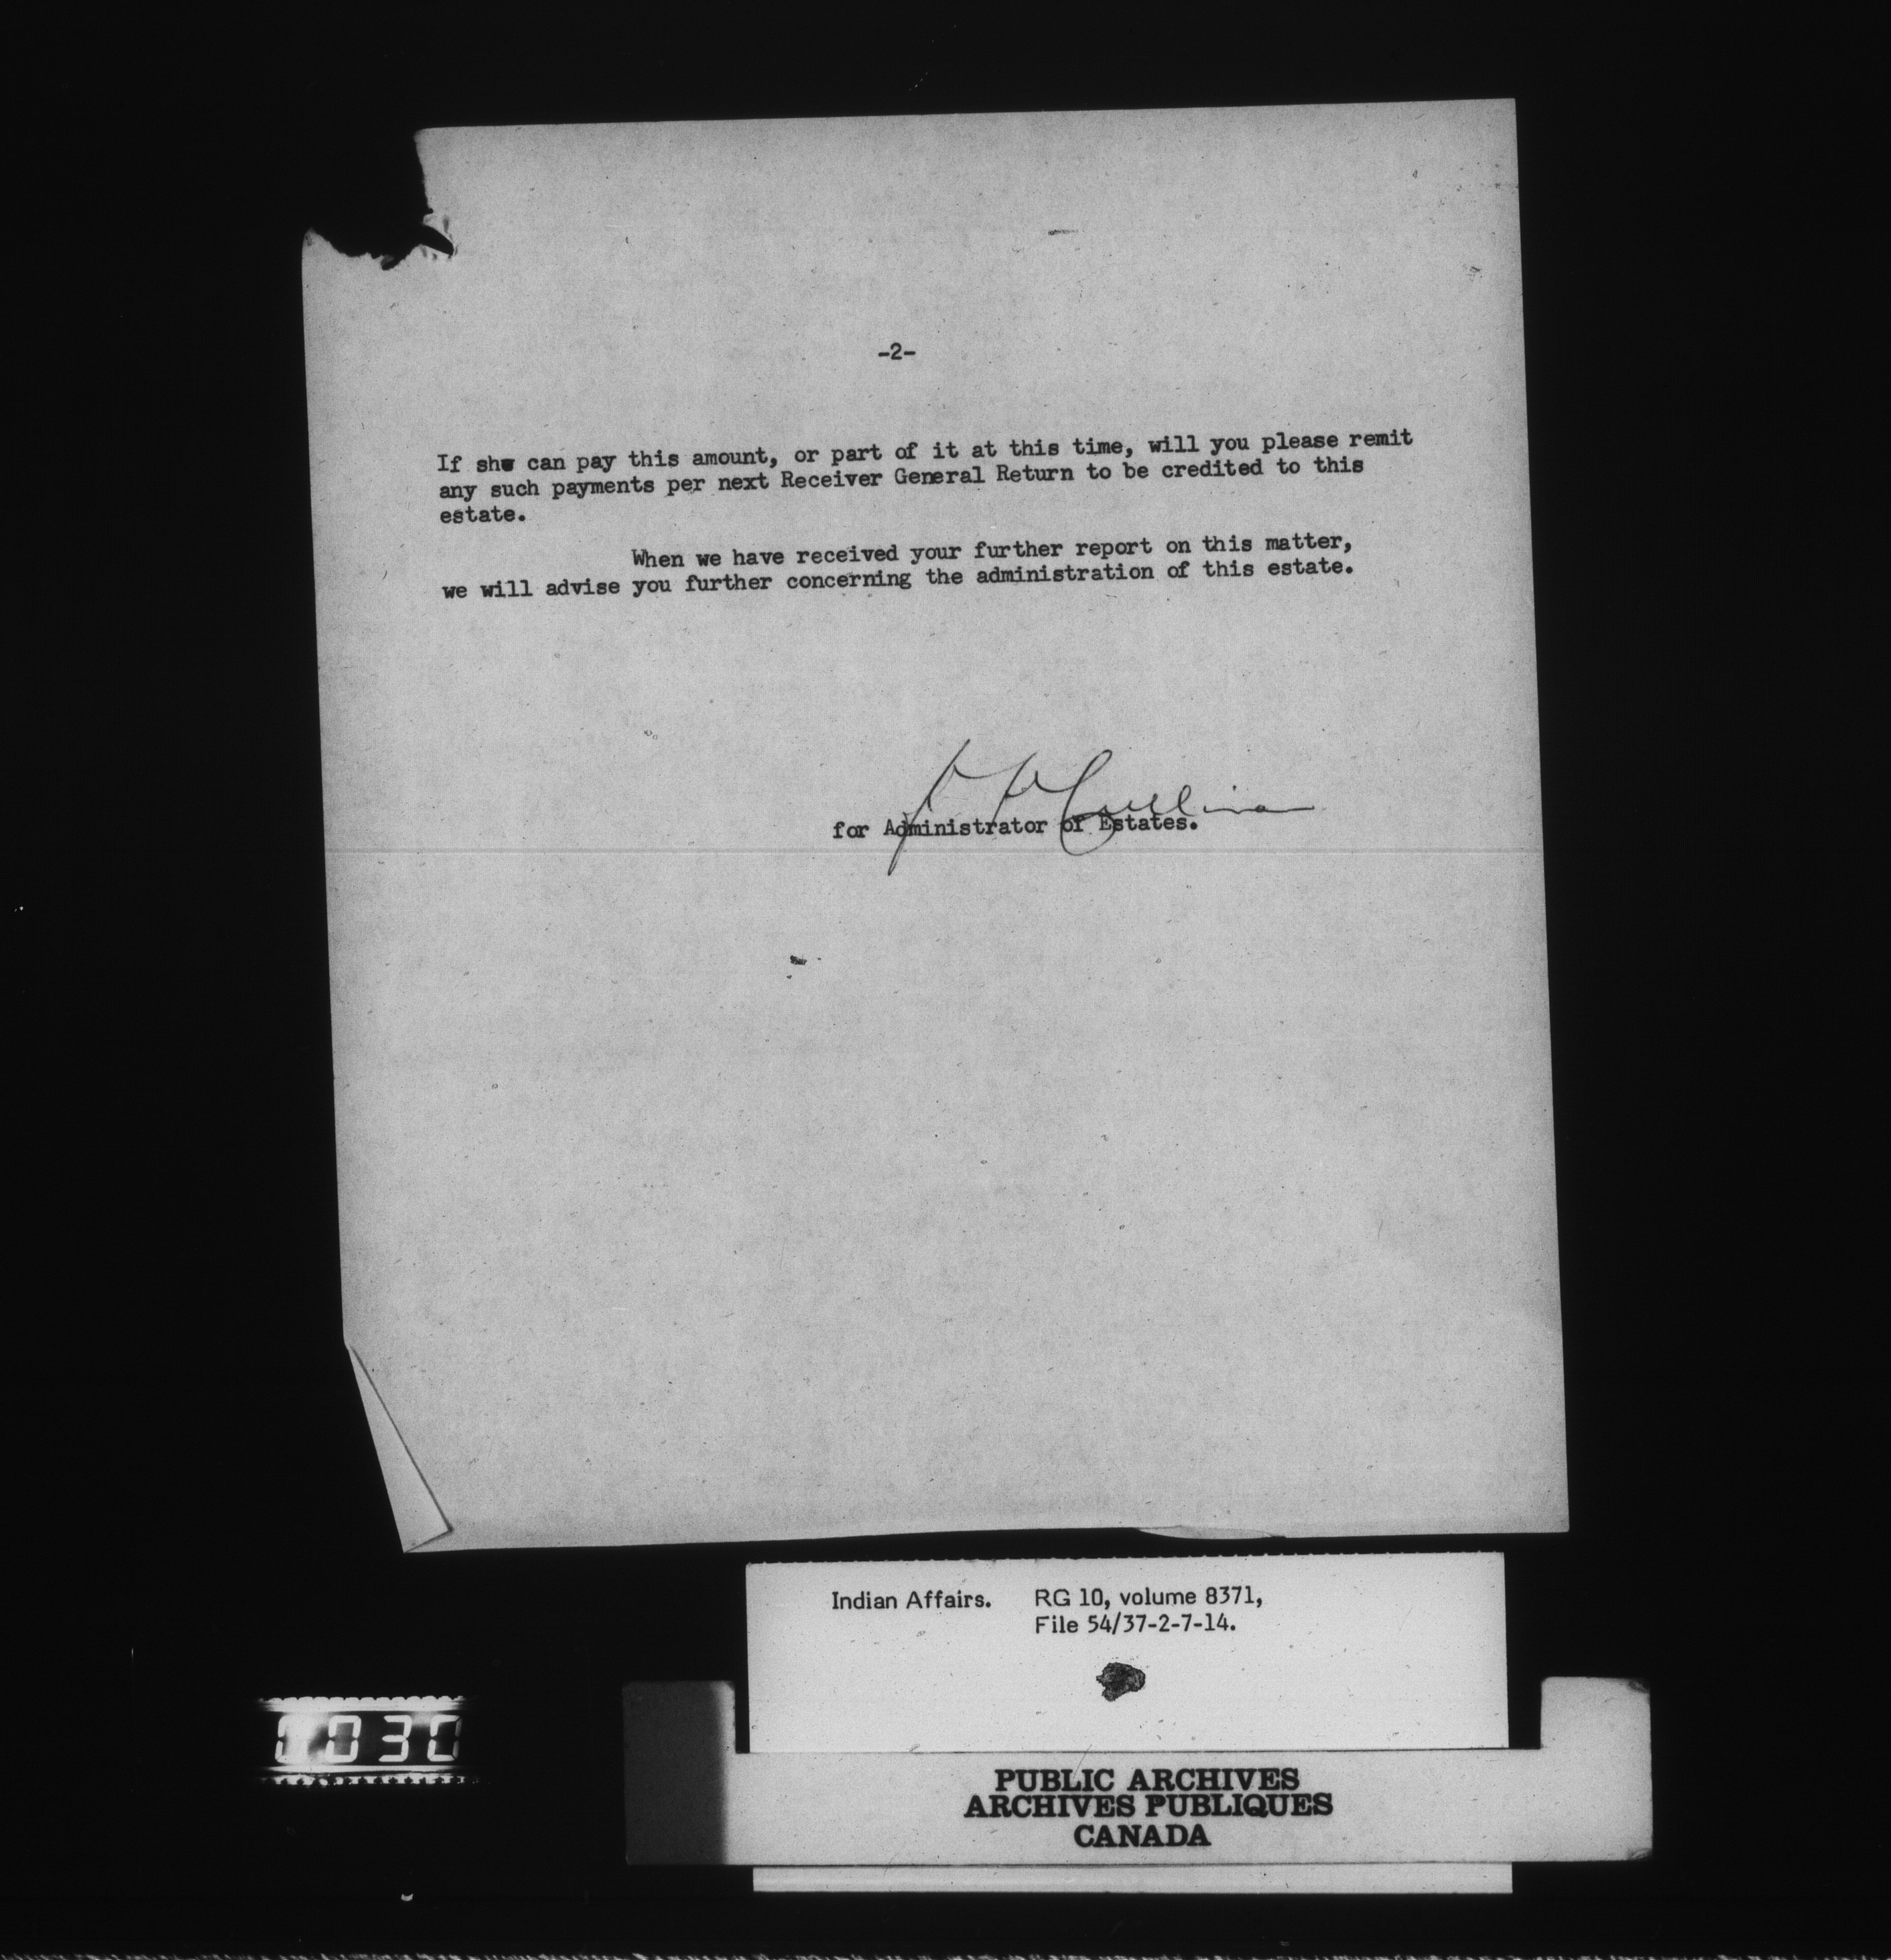 -2-
If she can pay this amount, or part of it at this time, will you please remit
any such payments per next Receiver General Return to be credited to this
estate.
When we have received your further report on this matter,
we will advise you further concerning the administration of this estate.
for Administrator of Estates.
Indian Affairs. RG 10, volume 8371,
File 54/37-2-7-14.
0030
PUBLIC ARCHIVES
ARCHIVES PUBLIQUES
CANADA